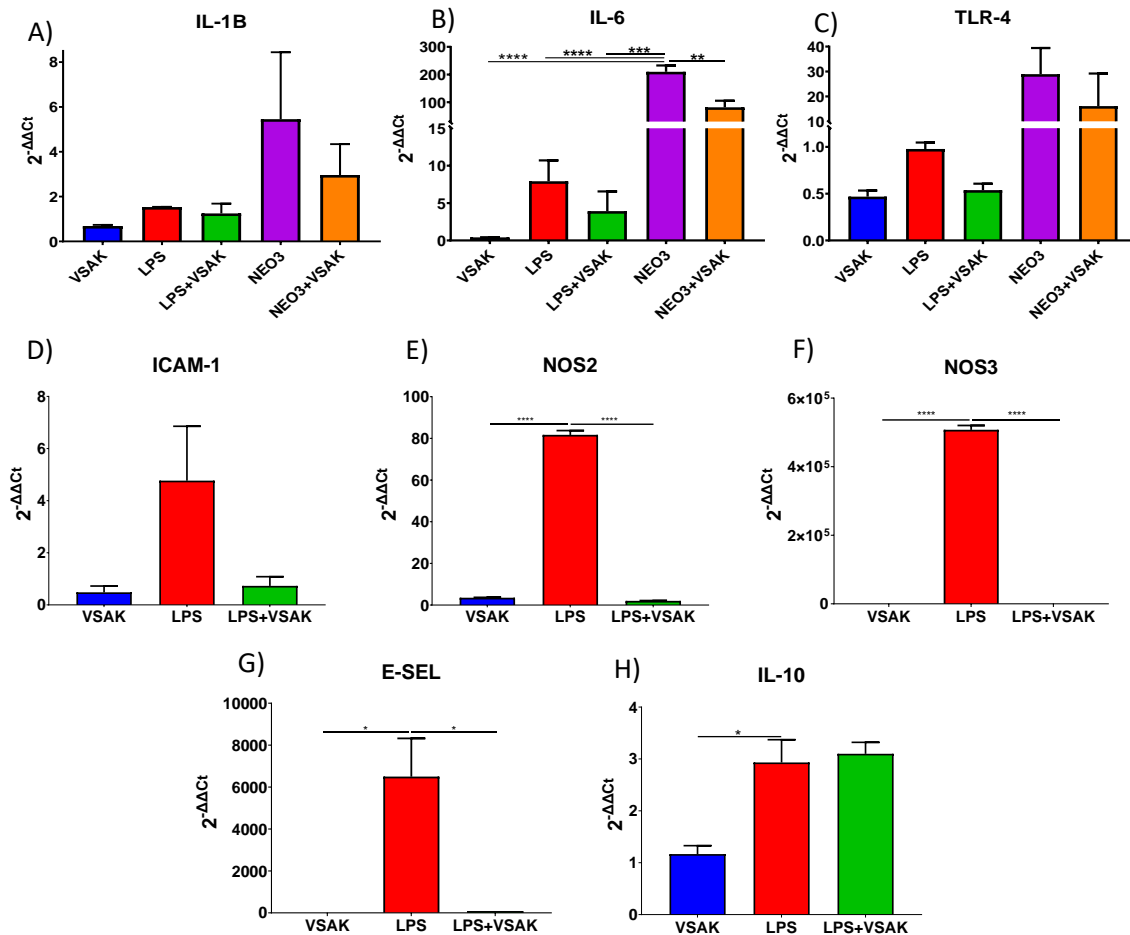 A) IL-1B
8
6
4
2
0
2^-ΔΔCt
VSAK
LPS
LPS+VSAK
NEO3
NEO3+VSAK
B) IL-6
300
200
100
15
10
5
0
2^-ΔΔCt
**** **** *** **
VSAK
LPS
LPS+VSAK
NEO3
NEO3+VSAK
C) TLR-4
40
30
20
10
1.0
0.5
0.0
2^-ΔΔCt
VSAK
LPS
LPS+VSAK
NEO3
NEO3+VSAK
D) ICAM-1
8
6
4
2
0
2^-ΔΔCt
VSAK LPS LPS+VSAK
E) NOS2
100
80
60
40
20
0
2^-ΔΔCt
**** ****
VSAK LPS LPS+VSAK
F) NOS3
6×10⁵
4×10⁵
2×10⁵
0
2^-ΔΔCt
**** ****
VSAK LPS LPS+VSAK
G) E-SEL
10000
8000
6000
4000
2000
0
2^-ΔΔCt
* *
VSAK LPS LPS+VSAK
H) IL-10
4
3
2
1
0
2^-ΔΔCt
*
VSAK LPS LPS+VSAK